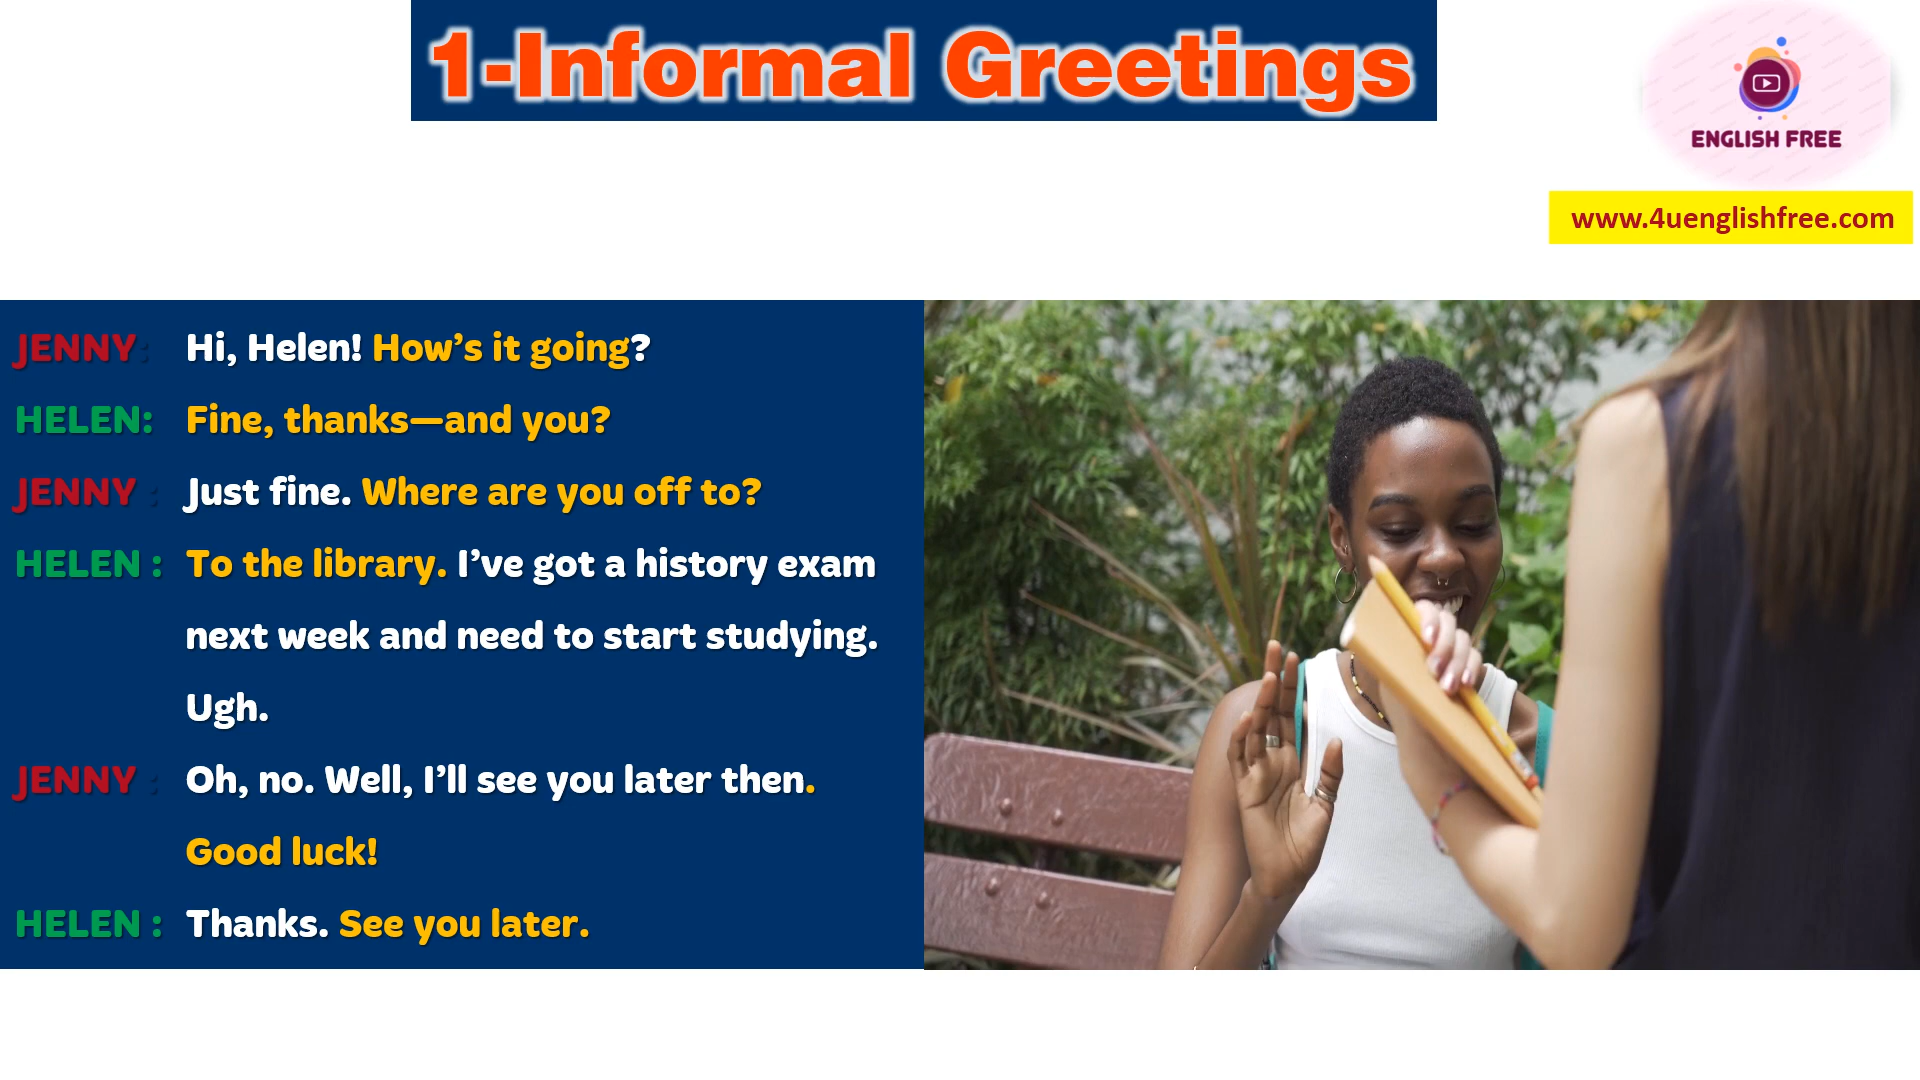 1-Informal Greetings
ENGLISH FREE
www.4uenglishfree.com
JENNY: Hi, Helen! How’s it going?
HELEN: Fine, thanks—and you?
JENNY : Just fine. Where are you off to?
HELEN : To the library. I’ve got a history exam
next week and need to start studying.
Ugh.
JENNY : Oh, no. Well, I’ll see you later then.
Good luck!
HELEN : Thanks. See you later.